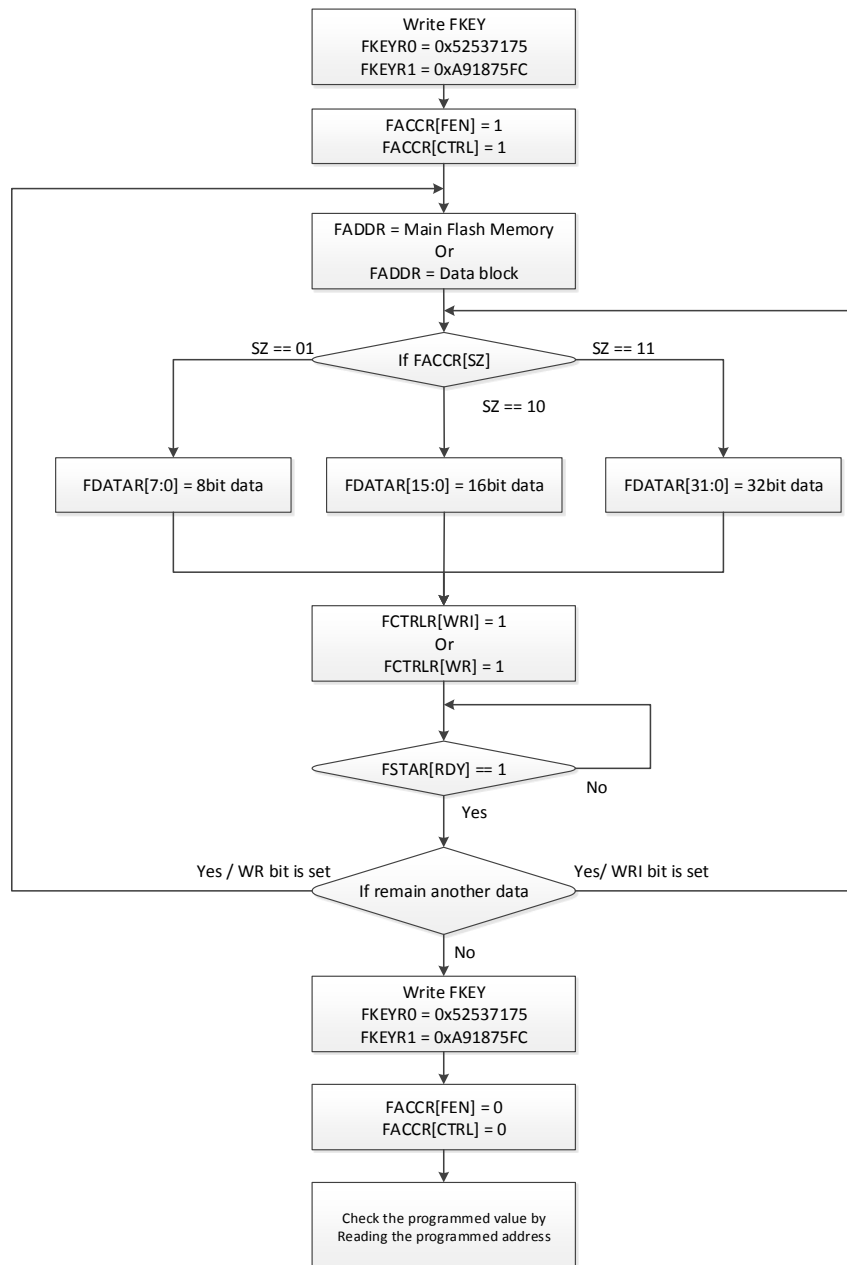 Write FKEY
FKEYR0 = 0x52537175
FKEYR1 = 0xA91875FC
FACCR[FEN] = 1
FACCR[CTRL] = 1
FADDR = Main Flash Memory
Or
FADDR = Data block
SZ == 01
If FACCR[SZ]
SZ == 11
SZ == 10
FDATAR[7:0] = 8bit data
FDATAR[15:0] = 16bit data
FDATAR[31:0] = 32bit data
FCTRLR[WRI] = 1
Or
FCTRLR[WR] = 1
FSTAR[RDY] == 1
No
Yes
Yes / WR bit is set
If remain another data
Yes/ WRI bit is set
No
Write FKEY
FKEYR0 = 0x52537175
FKEYR1 = 0xA91875FC
FACCR[FEN] = 0
FACCR[CTRL] = 0
Check the programmed value by
Reading the programmed address